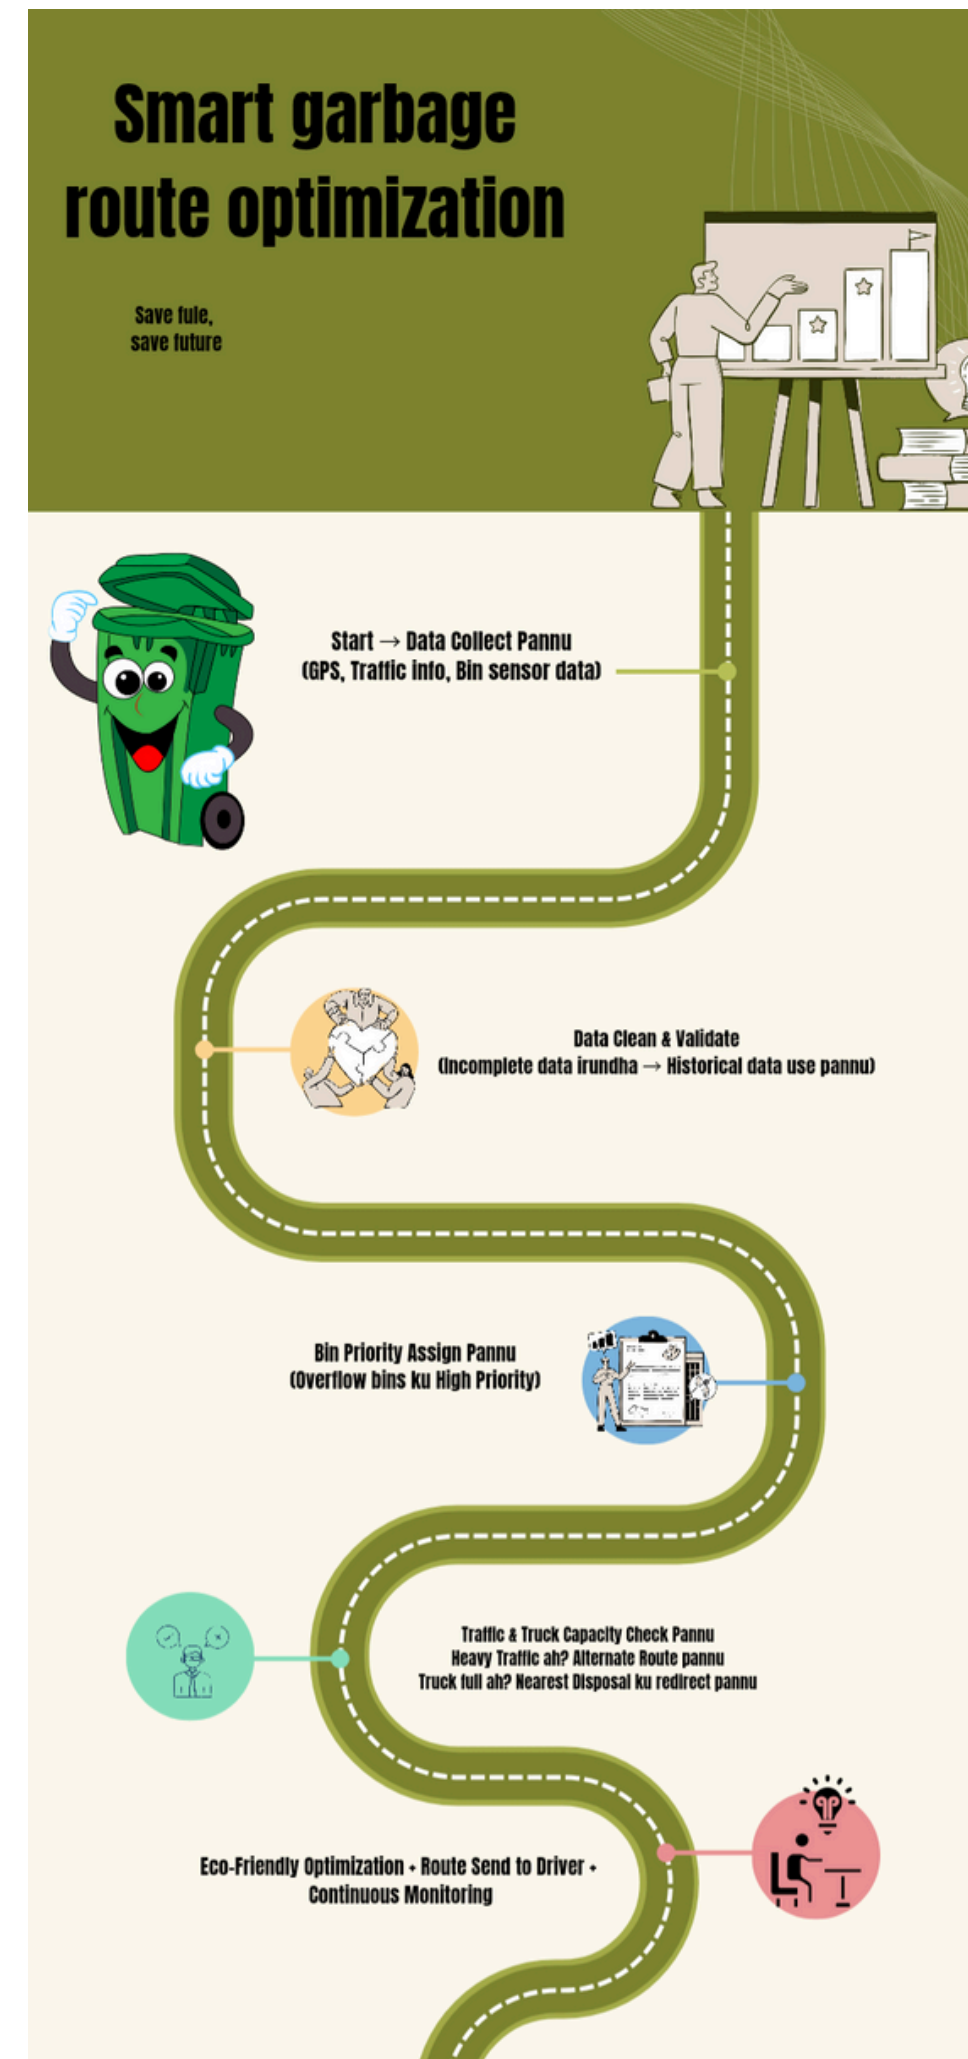 Smart garbage
route optimization
Save fule,
save future
Start → Data Collect Pannu
(GPS, Traffic info, Bin sensor data)
Data Clean & Validate
(Incomplete data irundha → Historical data use pannu)
Bin Priority Assign Pannu
(Overflow bins ku High Priority)
Traffic & Truck Capacity Check Pannu
Heavy Traffic ah? Alternate Route pannu
Truck full ah? Nearest Disposal ku redirect pannu
Eco-Friendly Optimization + Route Send to Driver +
Continuous Monitoring